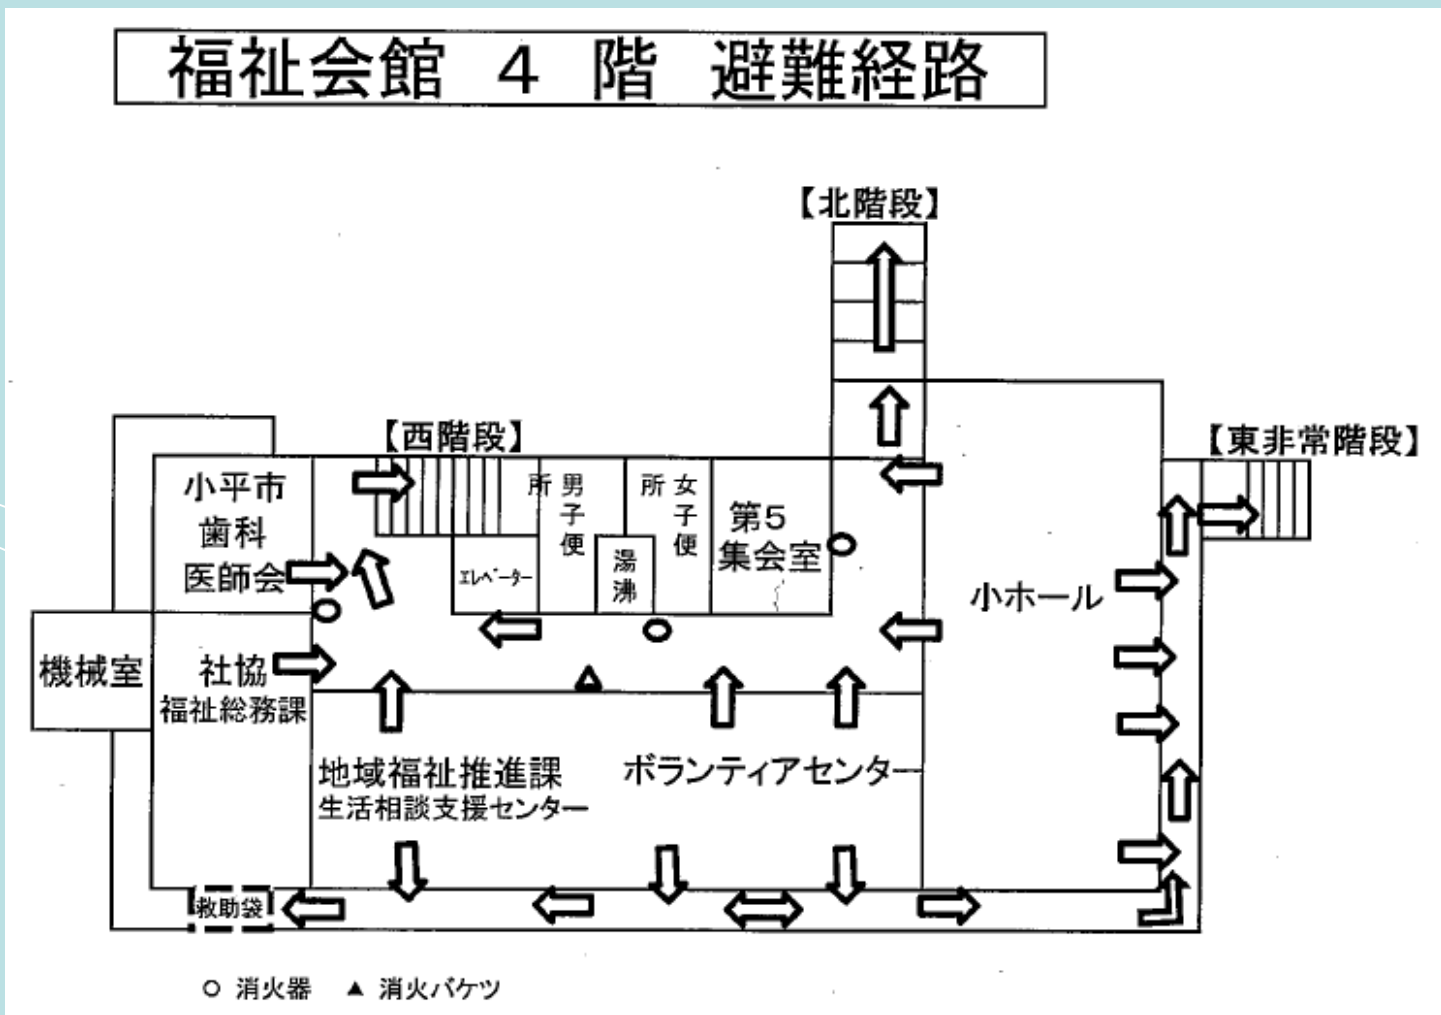 福祉会館 4 階 避難経路
【北階段】
【西階段】
【東非常階段】
小平市
歯科
医師会
男子便所
女子便所
第5
集会室
エレベーター
湯沸
小ホール
機械室
社協
福祉総務課
地域福祉推進課
生活相談支援センター
ボランティアセンター
救助袋
○ 消火器 ▲ 消火バケツ